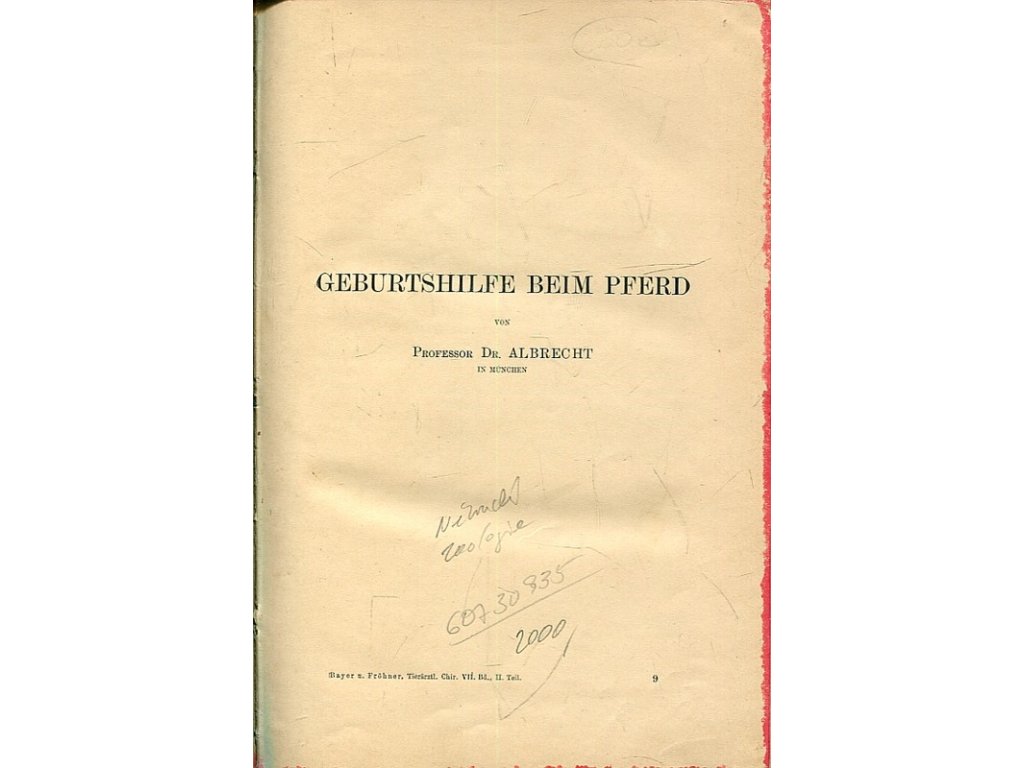 GEBURTSHILFE BEIM PFERD
VON
PROFESSOR DR. ALBRECHT
IN MÜNCHEN
zoologie
60730835
2000
Bayer u. Fröhner, Tierärztl. Chir. VII. Bd., II. Teil.
9